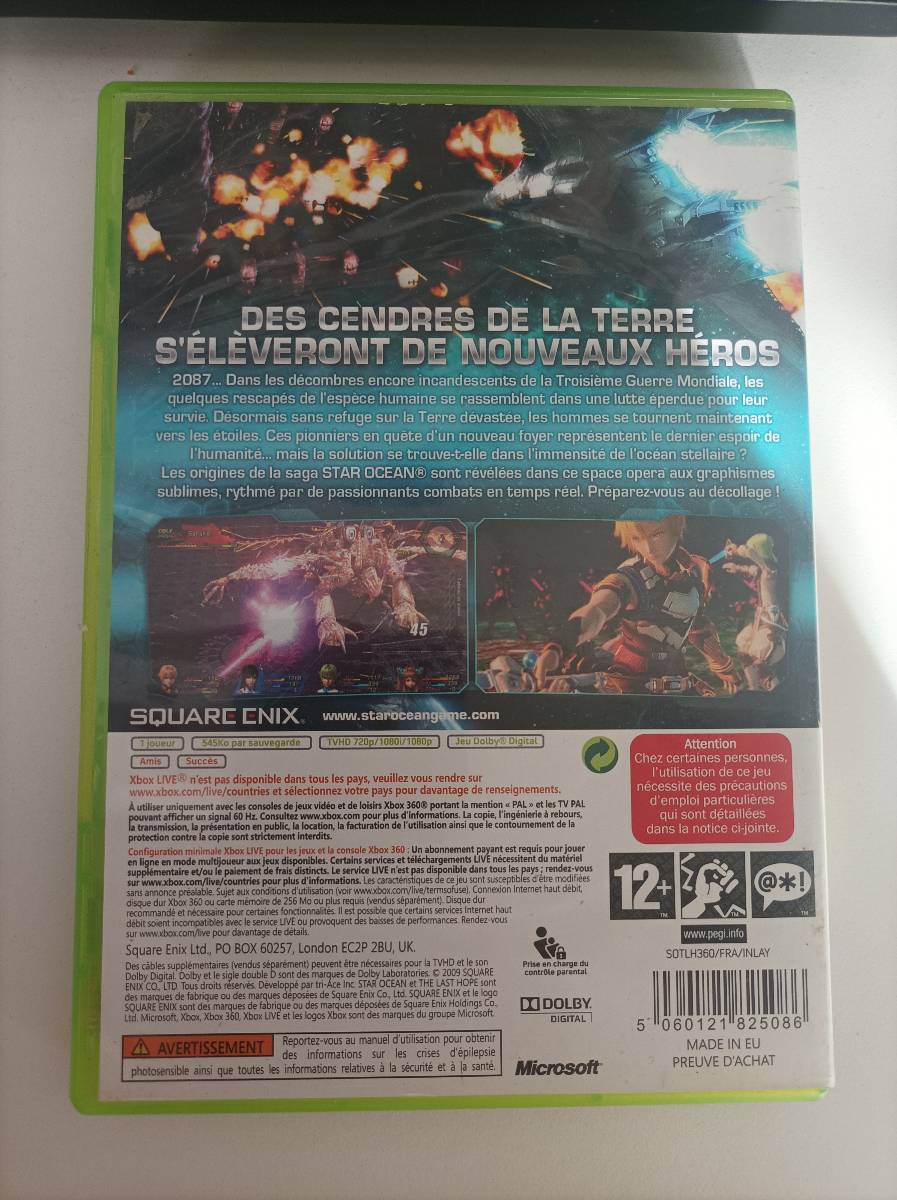 DES CENDRES DE LA TERRE
S'ÉLÈVERONT DE NOUVEAUX HÉROS
2087... Dans les décombres encore incandescents de la Troisième Guerre Mondiale, les
quelques rescapés de l'espèce humaine se rassemblent dans une lutte éperdue pour leur
survie. Désormais sans refuge sur la Terre dévastée, les hommes se tournent maintenant
vers les étoiles. Ces pionniers en quête d'un nouveau foyer représentent le dernier espoir de
l'humanité... mais la solution se trouve-t-elle dans l'immensité de l'océan stellaire ?
Les origines de la saga STAR OCEAN® sont révélées dans ce space opera aux graphismes
sublimes, rythmé par de passionnants combats en temps réel. Préparez-vous au décollage !
45
SQUARE ENIX® www.staroceangame.com
1 joueur 545Ko par sauvegarde TVHD 720p/1080i/1080p Jeu Dolby® Digital
Amis Succès
Xbox LIVE® n'est pas disponible dans tous les pays, veuillez vous rendre sur
www.xbox.com/live/countries et sélectionnez votre pays pour davantage de renseignements.
À utiliser uniquement avec les consoles de jeux vidéo et de loisirs Xbox 360® portant la mention « PAL » et les TV PAL
pouvant afficher un signal 60 Hz. Consultez www.xbox.com pour plus d'informations. La copie, l'ingénierie à rebours,
la transmission, la présentation en public, la location, la facturation de l'utilisation ainsi que le contournement de la
protection contre la copie sont strictement interdits.
Configuration minimale Xbox LIVE pour les jeux et la console Xbox 360 : Un abonnement payant est requis pour jouer
en ligne en mode multijoueur aux jeux disponibles. Certains services et téléchargements LIVE nécessitent du matériel
supplémentaire et/ou le paiement de frais distincts. Le service LIVE n'est pas disponible dans tous les pays ; rendez-vous
sur www.xbox.com/live/countries pour plus d'informations. Les caractéristiques de ce jeu sont susceptibles d'être modifiées
sans annonce préalable. Sujet aux conditions d'utilisation (voir www.xbox.com/live/termsofuse). Connexion Internet haut débit,
disque dur Xbox 360 ou carte mémoire de 256 Mo ou plus requis (vendus séparément). Disque dur
recommandé et nécessaire pour certaines fonctionnalités. Il est possible que certains services Internet haut
débit soient incompatibles avec le service LIVE ou provoquent des baisses de performances. Rendez-vous
sur www.xbox.com/live pour davantage de détails.
Square Enix Ltd., PO BOX 60257, London EC2P 2BU, UK.
Des câbles supplémentaires (vendus séparément) peuvent être nécessaires pour la TVHD et le son
Dolby Digital. Dolby et le sigle double D sont des marques de Dolby Laboratories. © 2009 SQUARE
ENIX CO., LTD. Tous droits réservés. Développé par tri-Ace Inc. STAR OCEAN et THE LAST HOPE sont
des marques de fabrique ou des marques déposées de Square Enix Co., Ltd. SQUARE ENIX et le logo
SQUARE ENIX sont des marques de fabrique ou des marques déposées de Square Enix Holdings Co.,
Ltd. Microsoft, Xbox, Xbox 360, Xbox LIVE et les logos Xbox sont des marques du groupe Microsoft.
AVERTISSEMENT
Reportez-vous au manuel d'utilisation pour obtenir
des informations sur les crises d'épilepsie
photosensible ainsi que toutes les informations relatives à la sécurité et à la santé.
Attention
Chez certaines personnes,
l'utilisation de ce jeu
nécessite des précautions
d'emploi particulières
qui sont détaillées
dans la notice ci-jointe.
12+ ™ ™ @*! ™
www.pegi.info
SOTLH360/FRA/INLAY
Prise en charge du
contrôle parental
DOLBY
DIGITAL
Microsoft®
5 060121 825086
MADE IN EU
PREUVE D'ACHAT